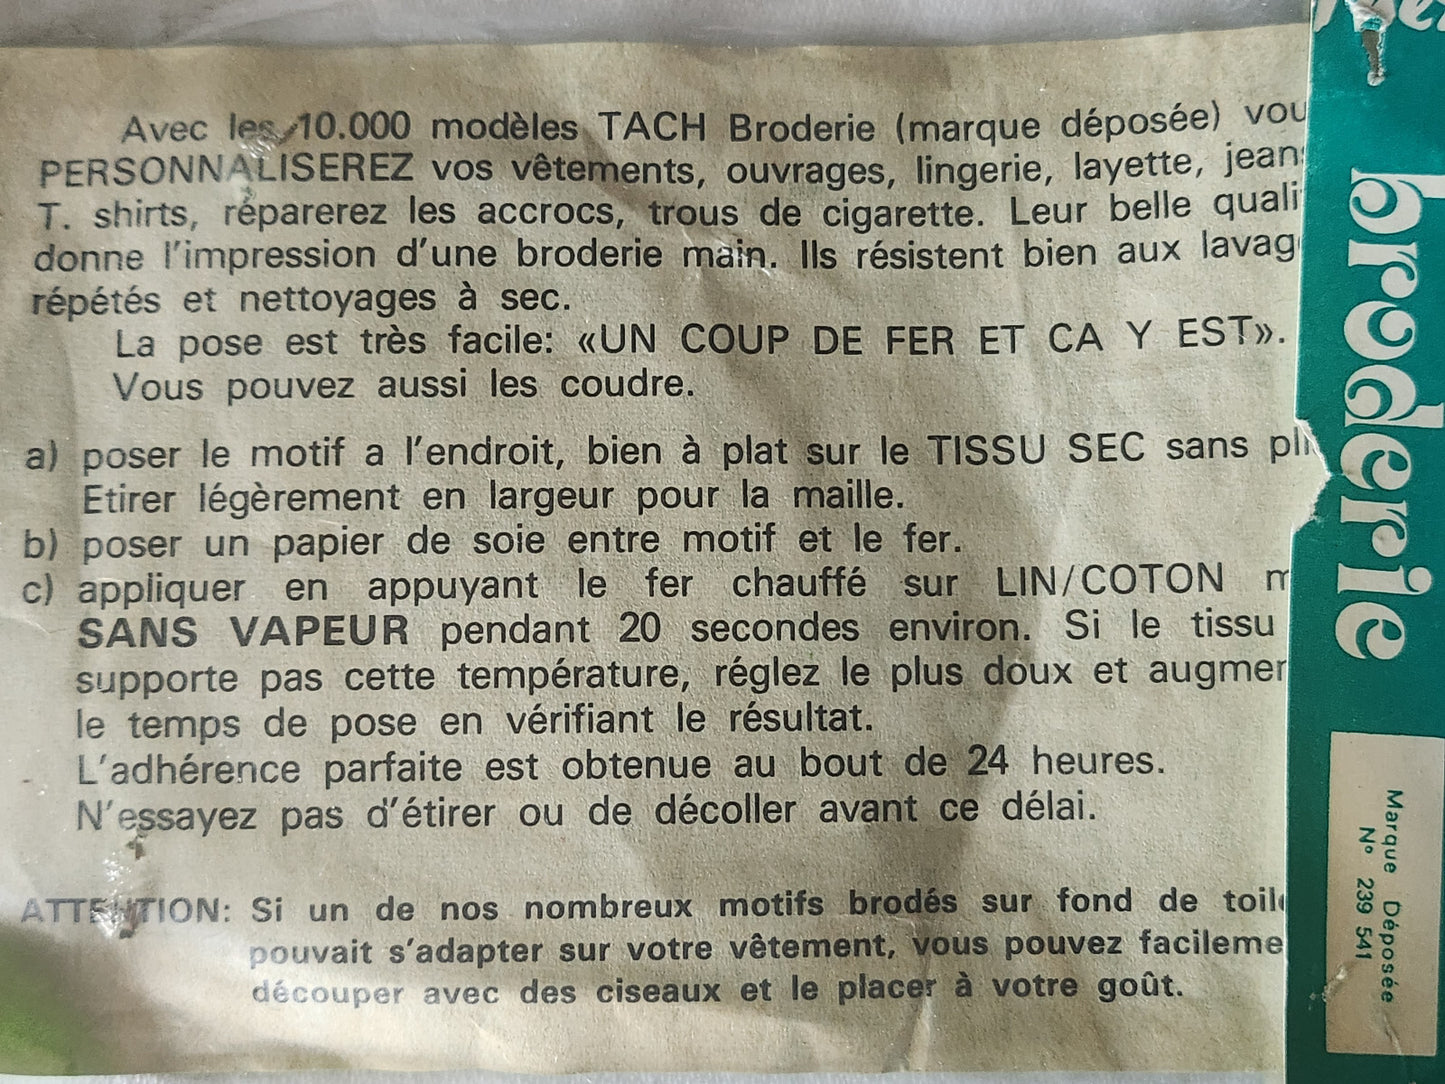 Avec les 10.000 modèles TACH Broderie (marque déposée) vou
PERSONNALISEREZ vos vêtements, ouvrages, lingerie, layette, jean
T. shirts, réparerez les accrocs, trous de cigarette. Leur belle quali
donne l'impression d'une broderie main. Ils résistent bien aux lavag
répétés et nettoyages à sec.
La pose est très facile: «UN COUP DE FER ET CA Y EST».
Vous pouvez aussi les coudre.
a) poser le motif a l'endroit, bien à plat sur le TISSU SEC sans pli
Etirer légèrement en largeur pour la maille.
b) poser un papier de soie entre motif et le fer.
c) appliquer en appuyant le fer chauffé sur LIN/COTON m
SANS VAPEUR pendant 20 secondes environ. Si le tissu
supporte pas cette température, réglez le plus doux et augmen
le temps de pose en vérifiant le résultat.
L'adhérence parfaite est obtenue au bout de 24 heures.
N'essayez pas d'étirer ou de décoller avant ce délai.
ATTENTION: Si un de nos nombreux motifs brodés sur fond de toile
pouvait s'adapter sur votre vêtement, vous pouvez facileme
découper avec des ciseaux et le placer à votre goût.
broderie
Marque Déposée
N° 239 541